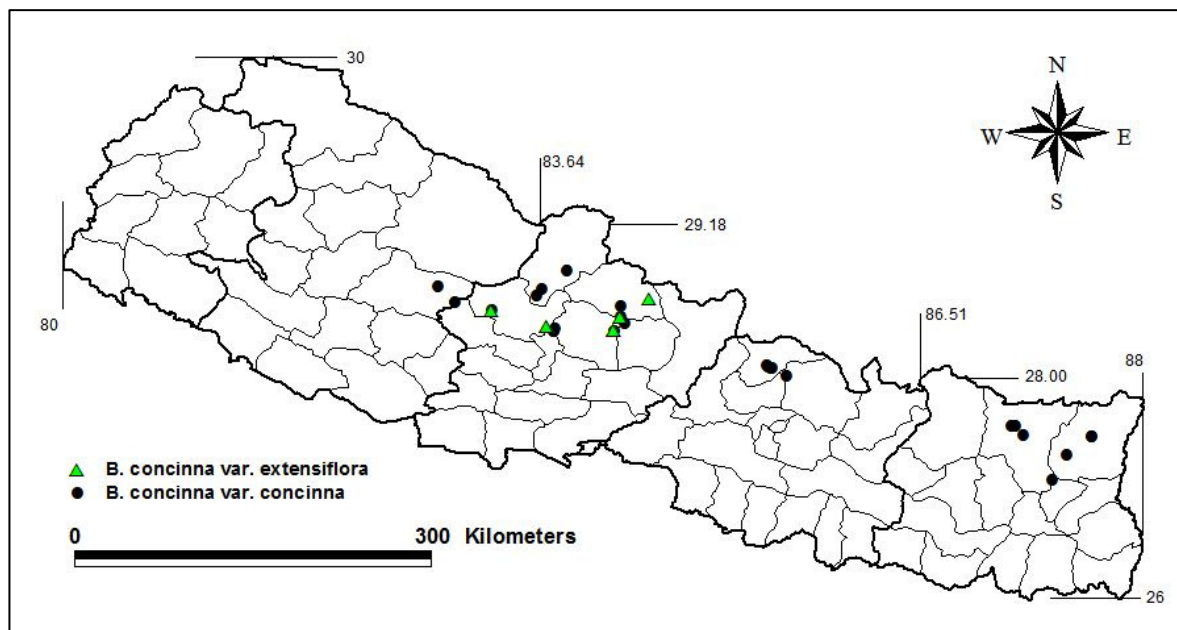 30
N
W E
S
83.64
29.18
80
86.51
28.00
88
B. concinna var. extensiflora
B. concinna var. concinna
0 300 Kilometers
26